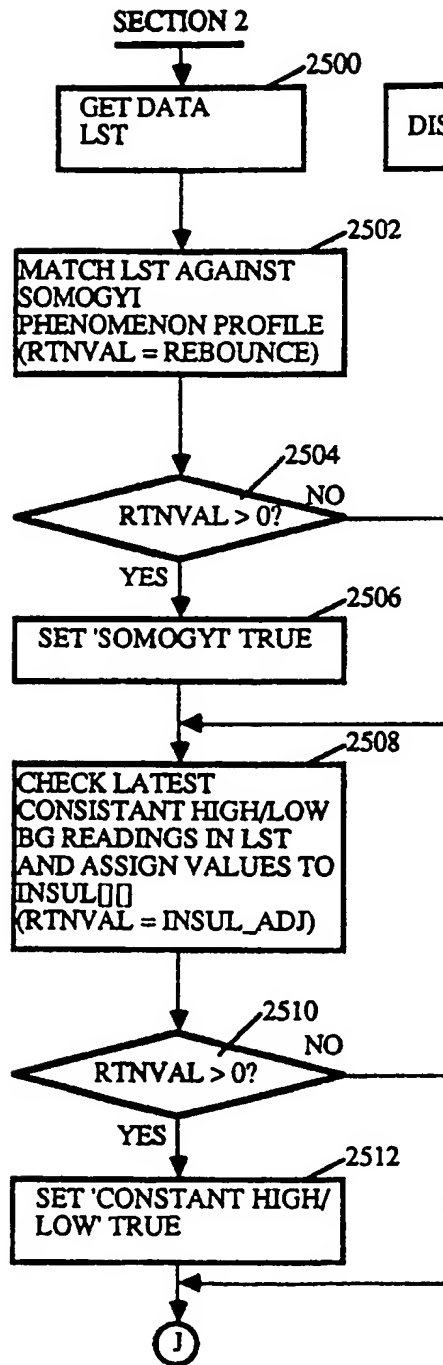 SECTION 2
2500
GET DATA
LST
DIS
2502
MATCH LST AGAINST
SOMOGYI
PHENOMENON PROFILE
(RTNVAL = REBOUNCE)
2504
NO
RTNVAL > 0?
YES
2506
SET 'SOMOGYI' TRUE
2508
CHECK LATEST
CONSISTANT HIGH/LOW
BG READINGS IN LST
AND ASSIGN VALUES TO
INSUL[][]
(RTNVAL = INSUL_ADJ)
2510
NO
RTNVAL > 0?
YES
2512
SET 'CONSTANT HIGH/
LOW' TRUE
J